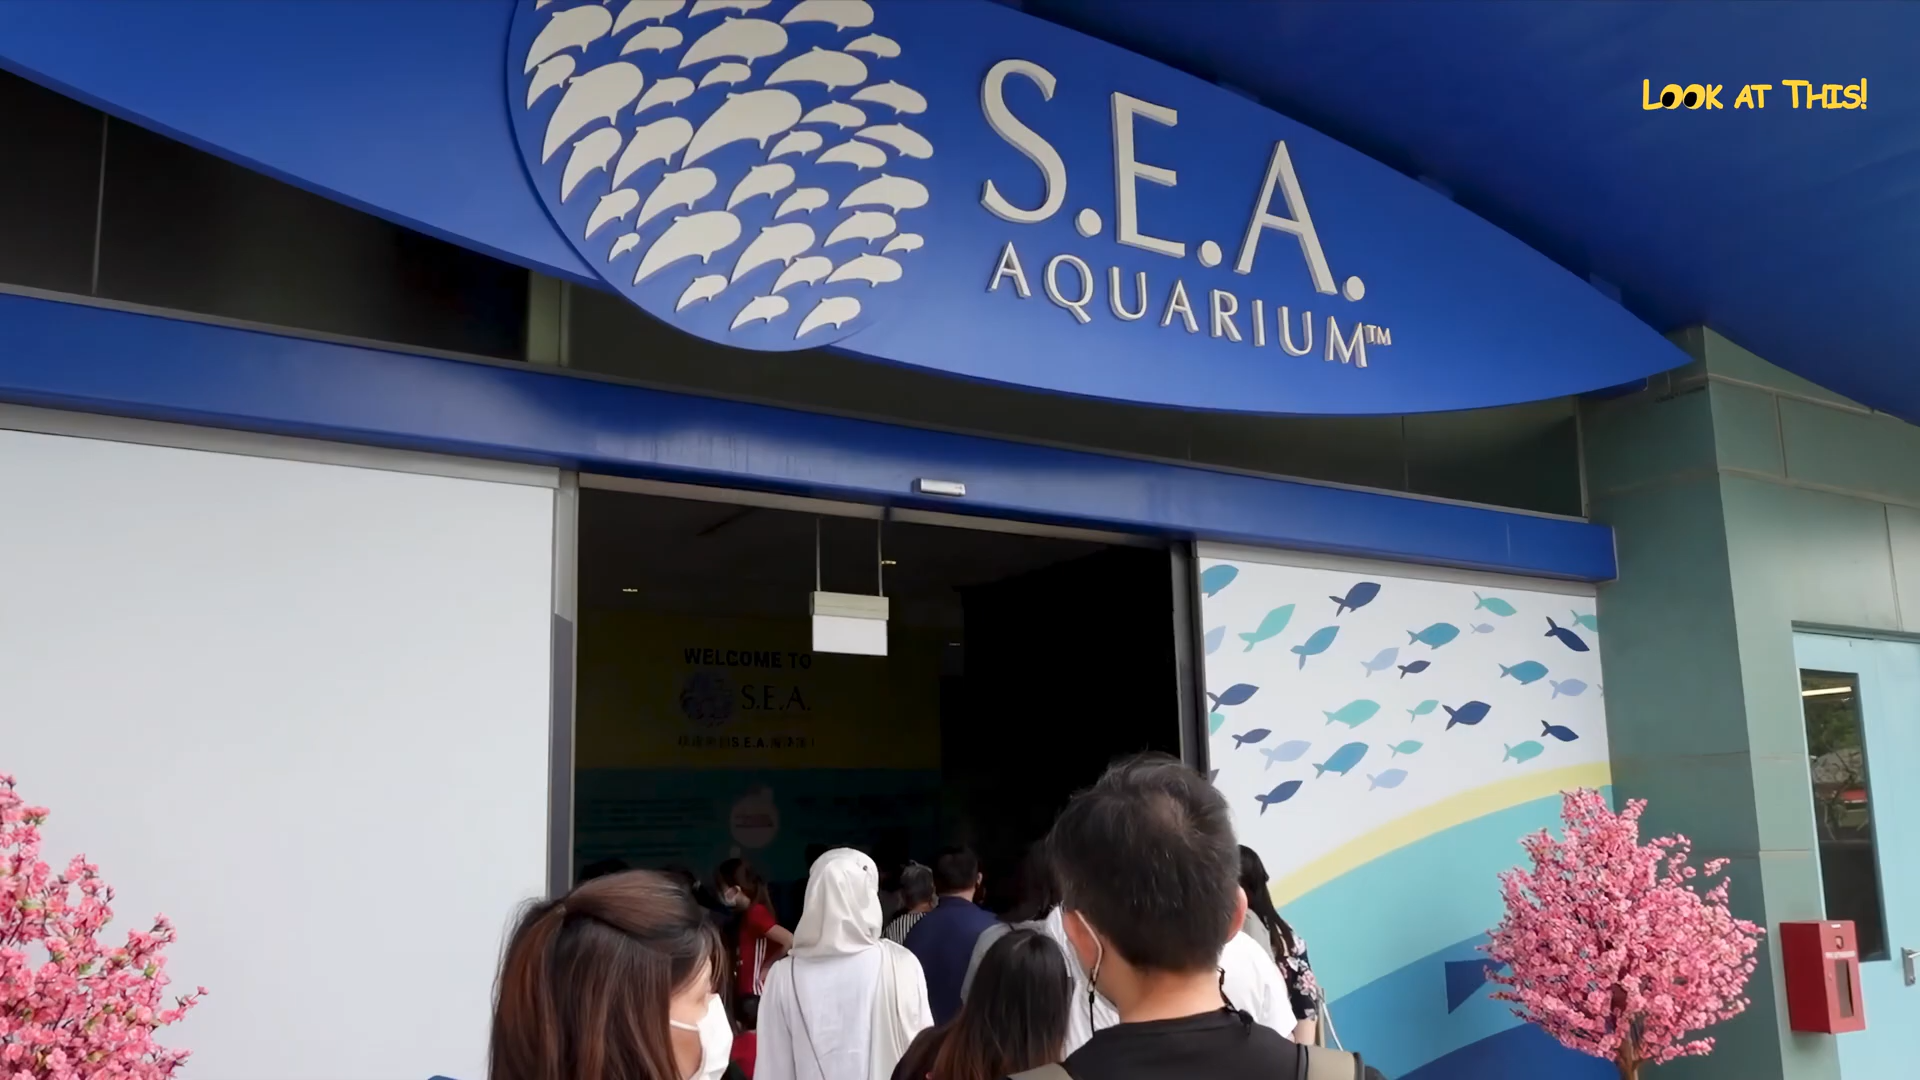 Look at This!
S.E.A.
AQUARIUM™
WELCOME TO
S.E.A.
S.E.A.